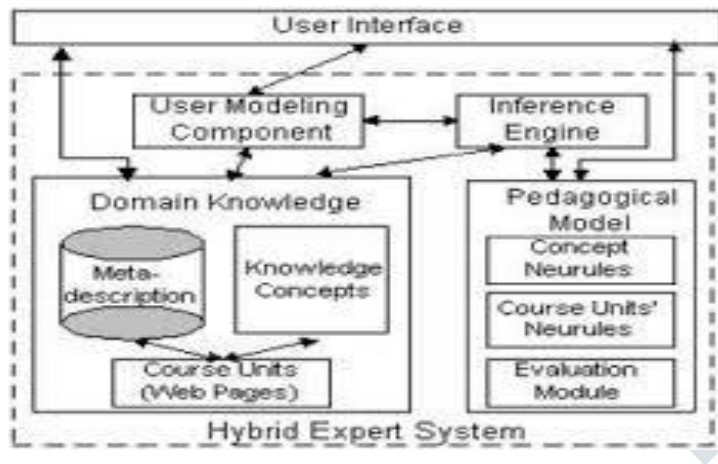 User Interface
User Modeling
Component
Inference
Engine
Domain Knowledge
Meta-
description
Knowledge
Concepts
Course Units
(Web Pages)
Pedagogical
Model
Concept
Neurules
Course Units'
Neurules
Evaluation
Module
Hybrid Expert System